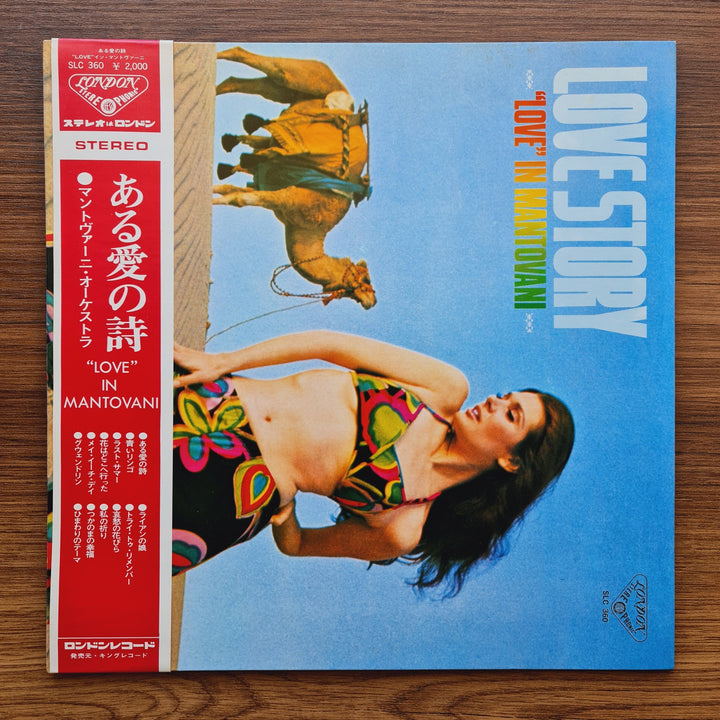 ある愛の詩
"LOVE"イン・マントヴァーニ
SLC 360 ¥ 2,000
LONDON
STEREO PHONIC
ステレオはロンドン
STEREO
ある愛の詩
●マントヴァーニ・オーケストラ
"LOVE"
IN
MANTOVANI
●ある愛の詩
●青いリンゴ
●ラスト・サマー
●花はどこへ行った
●メイ・イーチ・デイ
●グウェンドリン
●ライアンの娘
●トライ・トゥ・リメンバー
●哀愁の花びら
●私の祈り
●つかのまの幸福
●ひまわりのテーマ
ロンドンレコード
発売元・キングレコード
LOVE STORY
"LOVE" IN MANTOVANI
LONDON
STEREO PHONIC
SLC 360